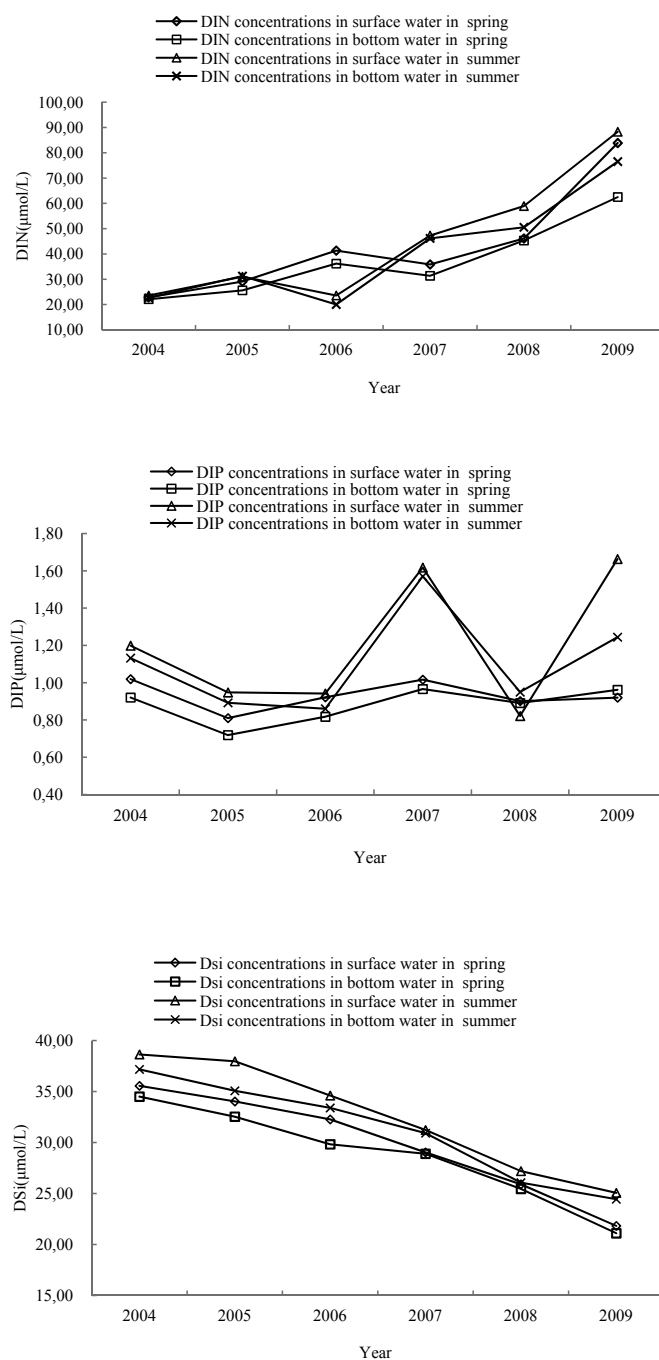 DIN concentrations in surface water in  spring
DIN concentrations in bottom water in  spring
DIN concentrations in surface water in  summer
DIN concentrations in bottom water in  summer
100,00
90,00
80,00
70,00
60,00
50,00
40,00
30,00
20,00
10,00
DIN(μmol/L)
2004 2005 2006 2007 2008 2009
Year
DIP concentrations in surface water in  spring
DIP concentrations in bottom water in  spring
DIP concentrations in surface water in  summer
DIP concentrations in bottom water in  summer
1,80
1,60
1,40
1,20
1,00
0,80
0,60
0,40
DIP(μmol/L)
2004 2005 2006 2007 2008 2009
Year
Dsi concentrations in surface water in  spring
Dsi concentrations in bottom water in  spring
Dsi concentrations in surface water in  summer
Dsi concentrations in bottom water in  summer
40,00
35,00
30,00
25,00
20,00
15,00
DSi(μmol/L)
2004 2005 2006 2007 2008 2009
Year